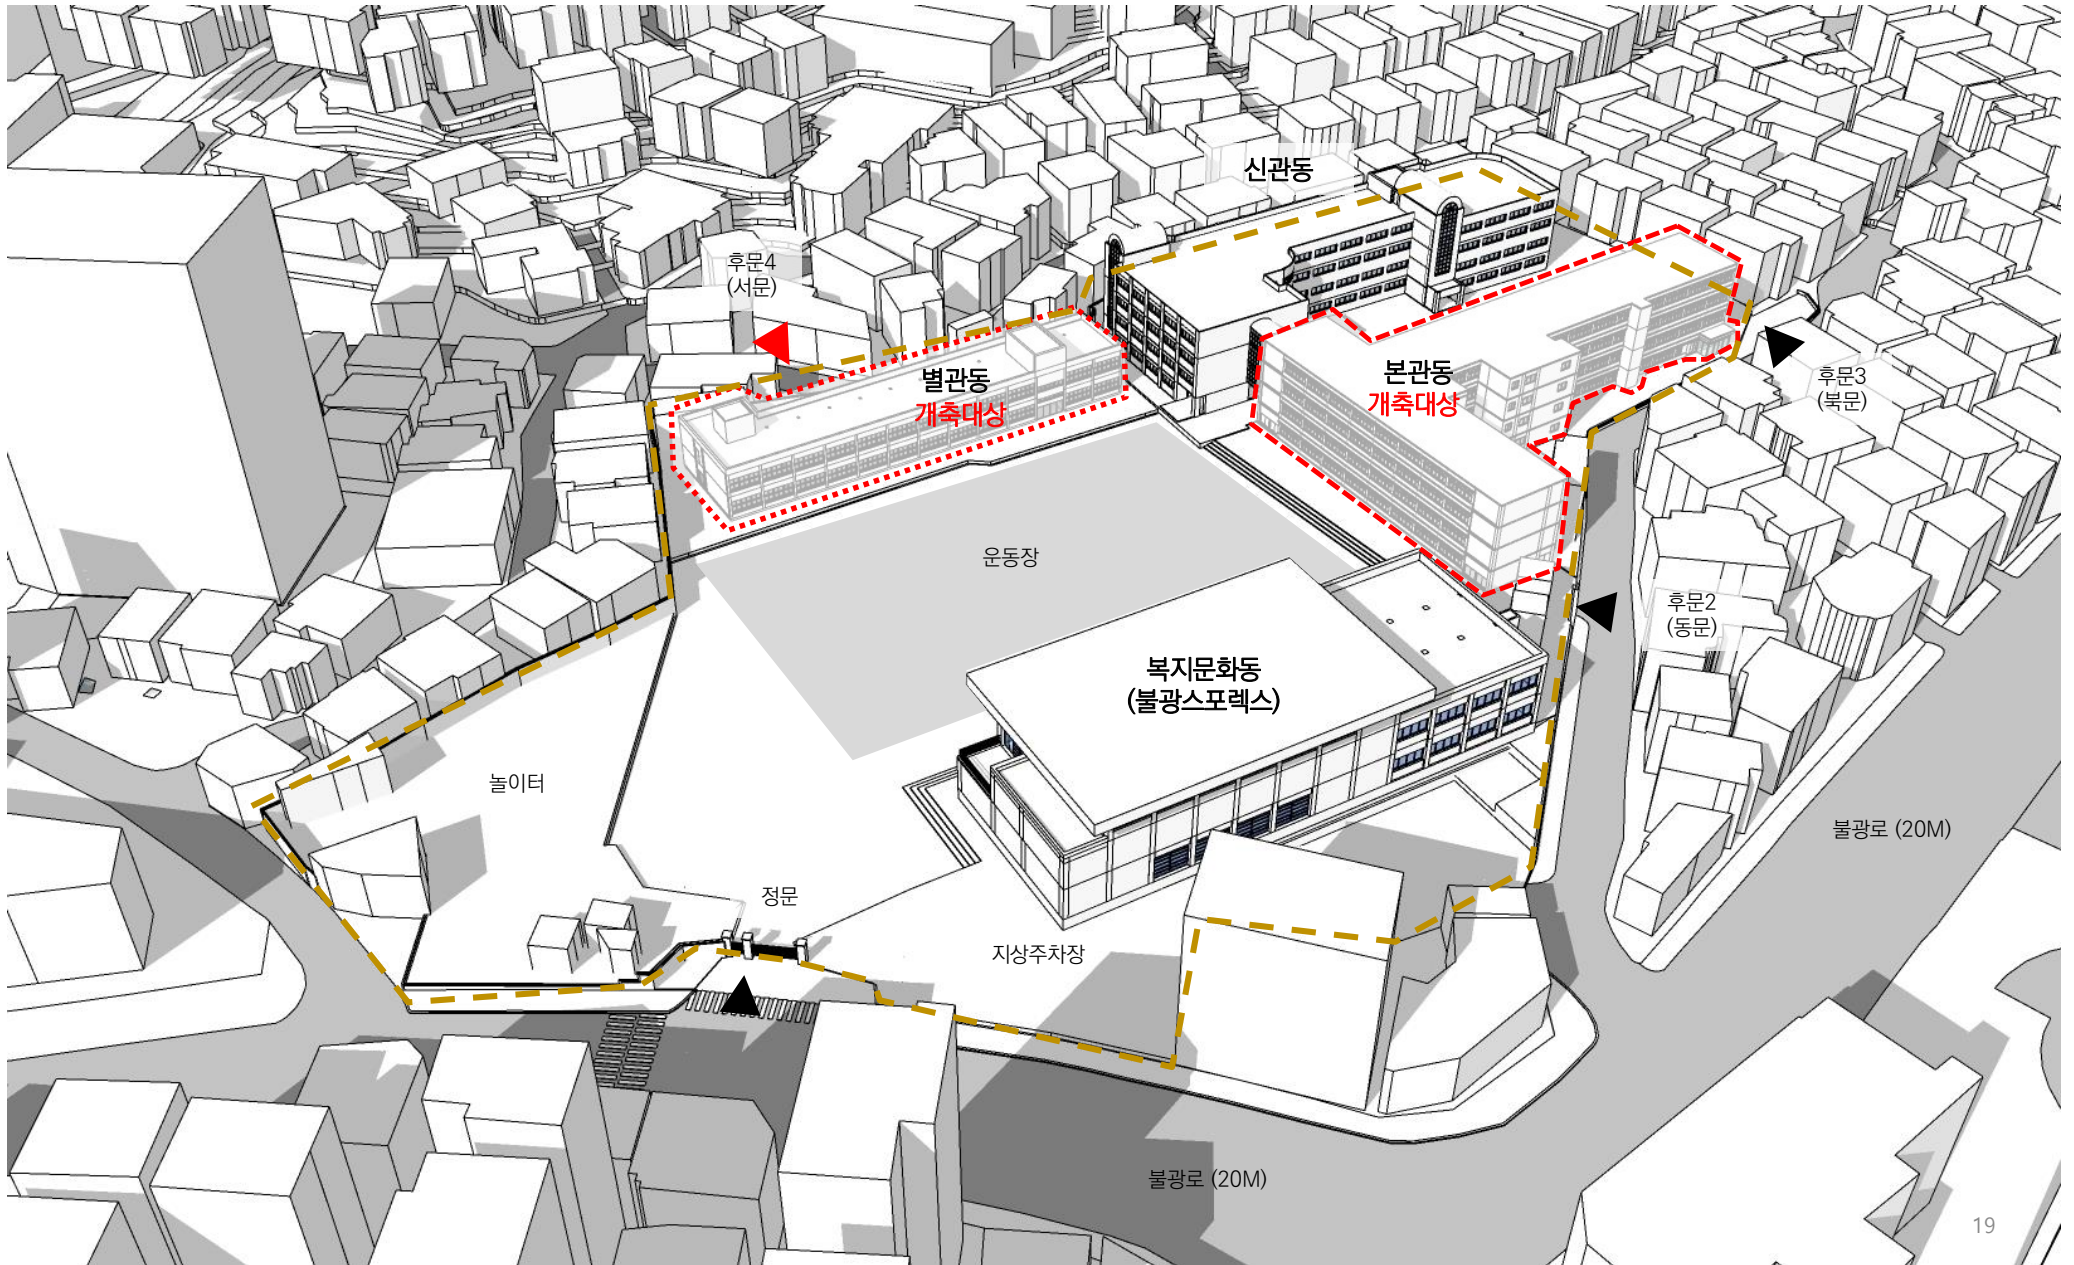 신관동
후문4
(서문)
별관동
개축대상
본관동
개축대상
후문3
(북문)
운동장
후문2
(동문)
복지문화동
(불광스포렉스)
놀이터
불광로 (20M)
정문
지상주차장
불광로 (20M)
19